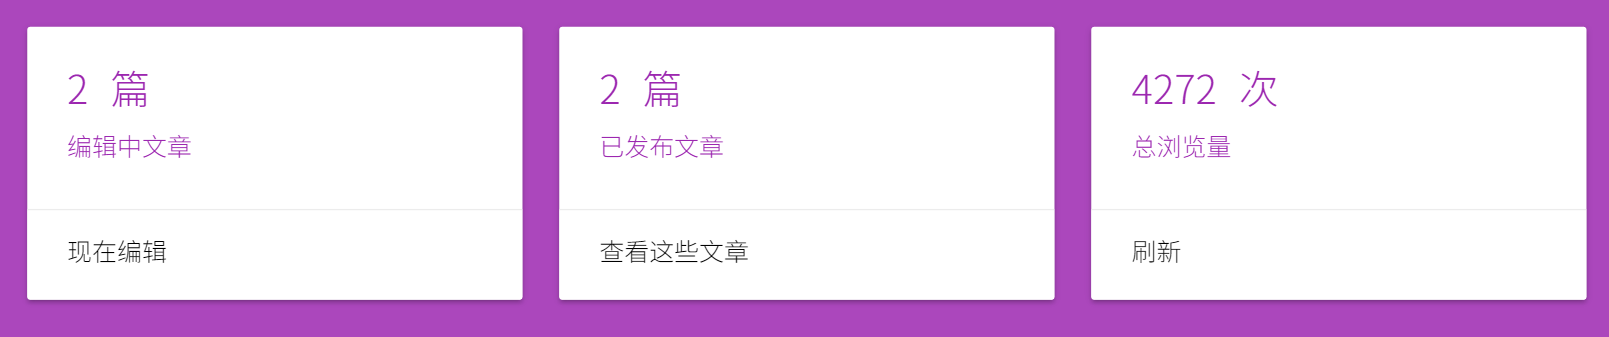 2 篇
编辑中文章
现在编辑
2 篇
已发布文章
查看这些文章
4272 次
总浏览量
刷新